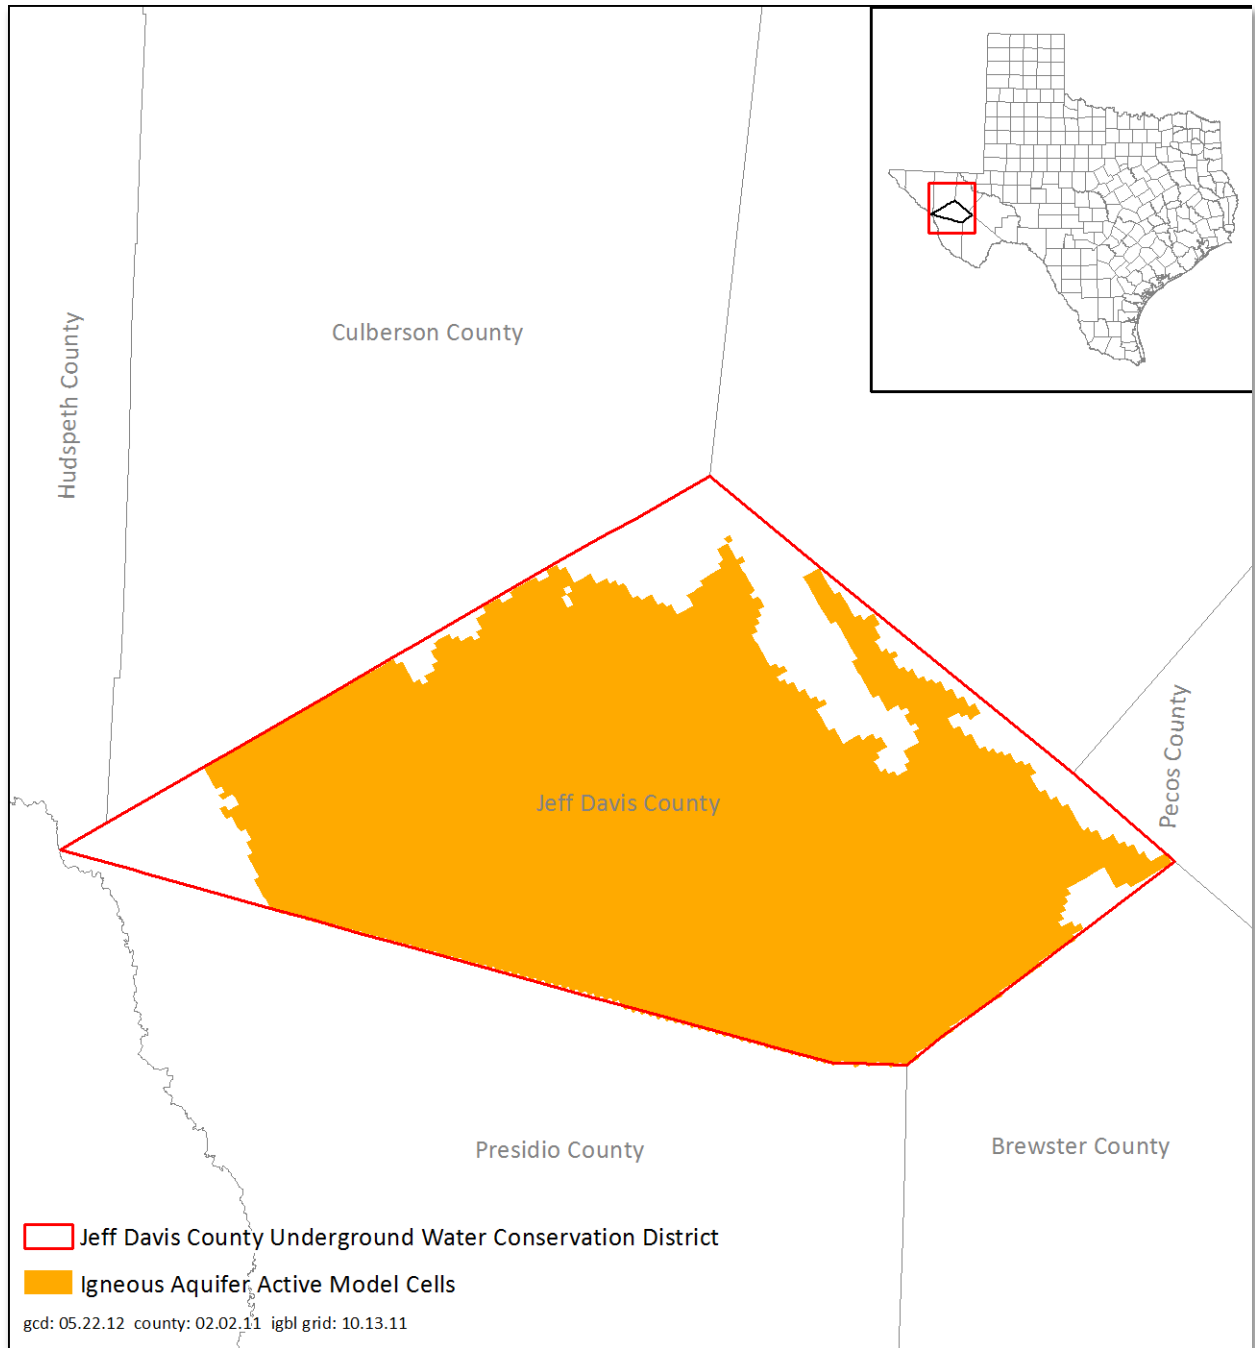 Culberson County
Hudspeth County
Pecos County
Jeff Davis County
Presidio County
Brewster County
Jeff Davis County Underground Water Conservation District
Igneous Aquifer Active Model Cells
gcd: 05.22.12 county: 02.02.11 igbl grid: 10.13.11